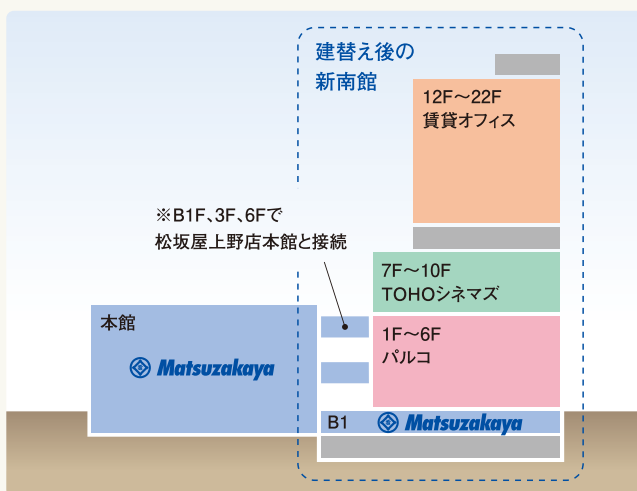 建替え後の
新南館
12F〜22F
賃貸オフィス
※B1F、3F、6Fで
松坂屋上野店本館と接続
7F〜10F
TOHOシネマズ
本館
Matsuzakaya
1F〜6F
パルコ
B1 Matsuzakaya